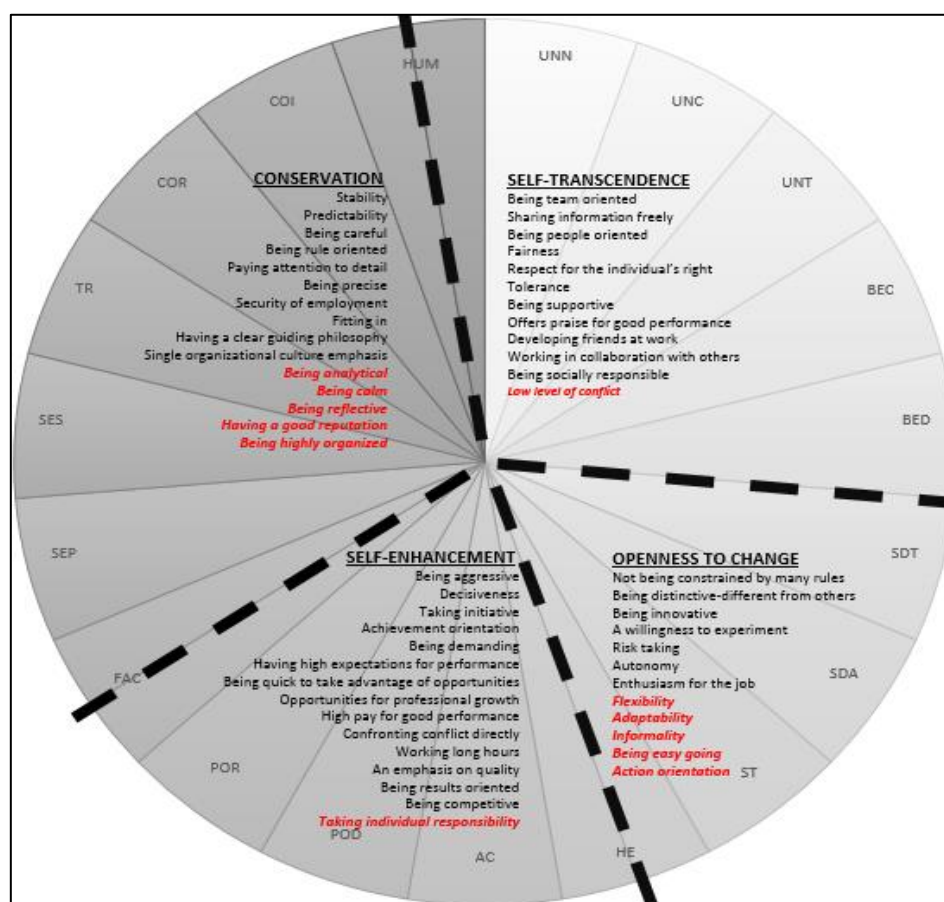 HUM
UNN
COI
UNC
COR
UNT
TR
BEC
SES
BED
SEP
SDT
FAC
SDA
POR
ST
POD
AC
HE
CONSERVATION
Stability
Predictability
Being careful
Being rule oriented
Paying attention to detail
Being precise
Security of employment
Fitting in
Having a clear guiding philosophy
Single organizational culture emphasis
Being analytical
Being calm
Being reflective
Having a good reputation
Being highly organized
SELF-TRANSCENDENCE
Being team oriented
Sharing information freely
Being people oriented
Fairness
Respect for the individual's right
Tolerance
Being supportive
Offers praise for good performance
Developing friends at work
Working in collaboration with others
Being socially responsible
Low level of conflict
SELF-ENHANCEMENT
Being aggressive
Decisiveness
Taking initiative
Achievement orientation
Being demanding
Having high expectations for performance
Being quick to take advantage of opportunities
Opportunities for professional growth
High pay for good performance
Confronting conflict directly
Working long hours
An emphasis on quality
Being results oriented
Being competitive
Taking individual responsibility
OPENNESS TO CHANGE
Not being constrained by many rules
Being distinctive-different from others
Being innovative
A willingness to experiment
Risk taking
Autonomy
Enthusiasm for the job
Flexibility
Adaptability
Informality
Being easy going
Action orientation